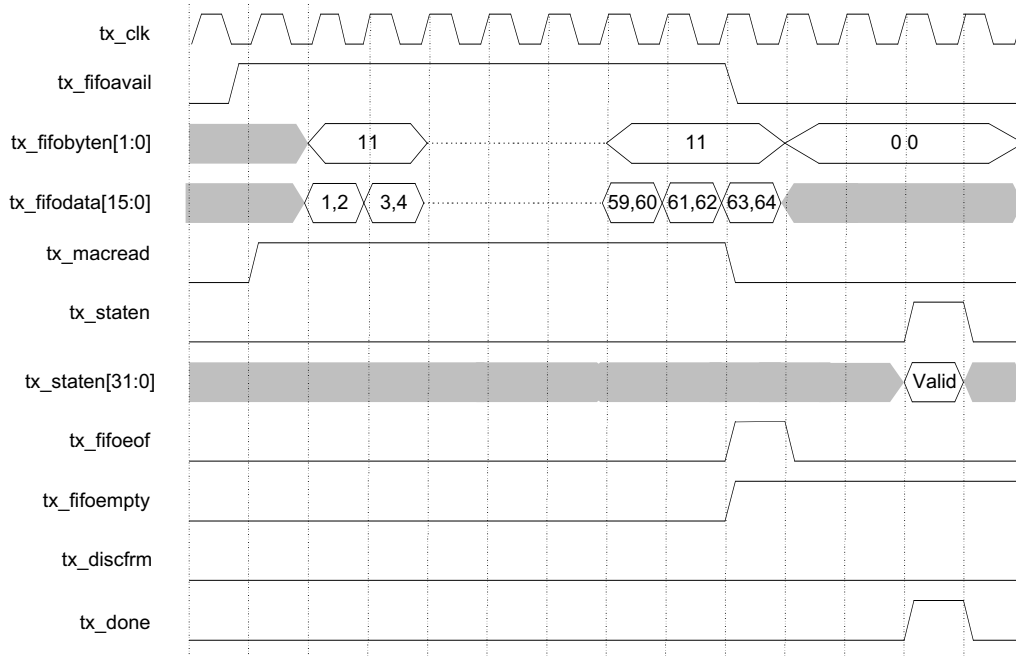 tx_clk
tx_fifoavail
tx_fifobyten[1:0] 11 11 0 0
tx_fifodata[15:0] 1,2 3,4 59,60 61,62 63,64
tx_macread
tx_staten
tx_staten[31:0] Valid
tx_fifoeof
tx_fifoempty
tx_discfrm
tx_done